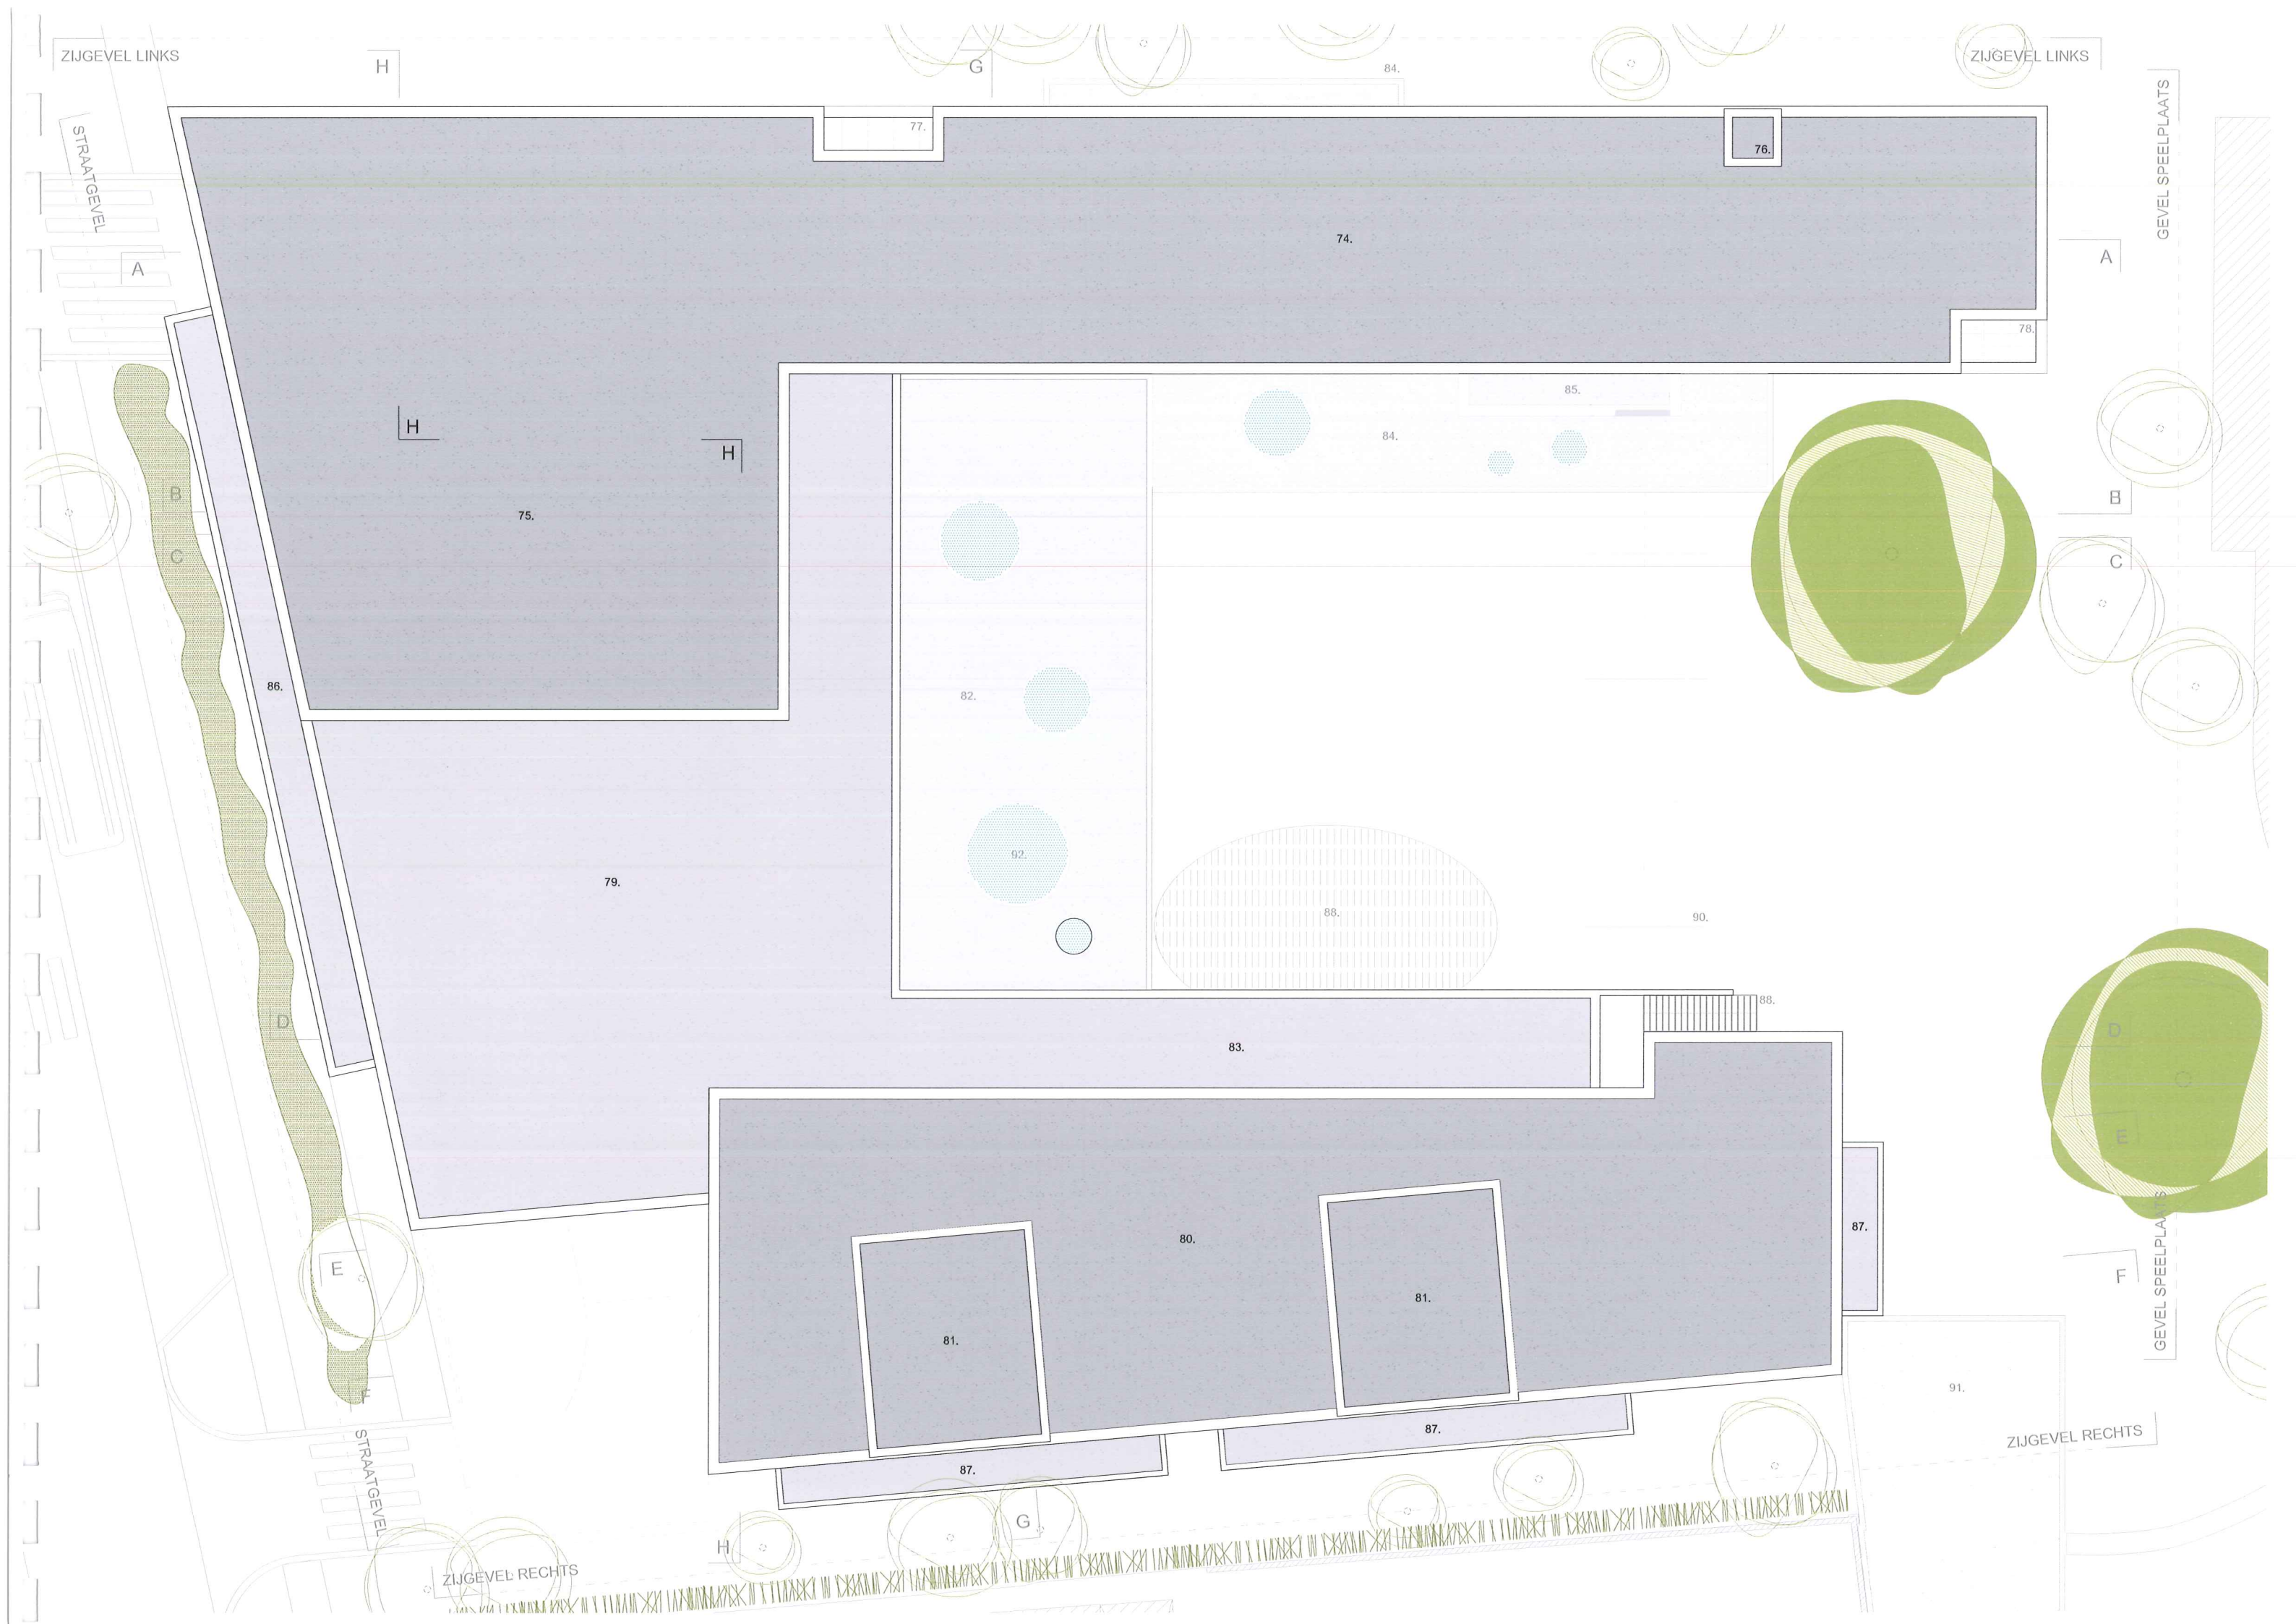 ZIJGEVEL LINKS
H
G
84.
ZIJGEVEL LINKS
STRAATGEVEL
GEVEL SPEELPLAATS
77.
76.
74.
A
A
78.
85.
H
84.
H
B
B
75.
C
C
86.
82.
92.
79.
88.
90.
88.
D
D
83.
E
87.
80.
E
F
81.
81.
GEVEL SPEELPLAATS
F
91.
87.
ZIJGEVEL RECHTS
STRAATGEVEL
87.
G
H
ZIJGEVEL RECHTS